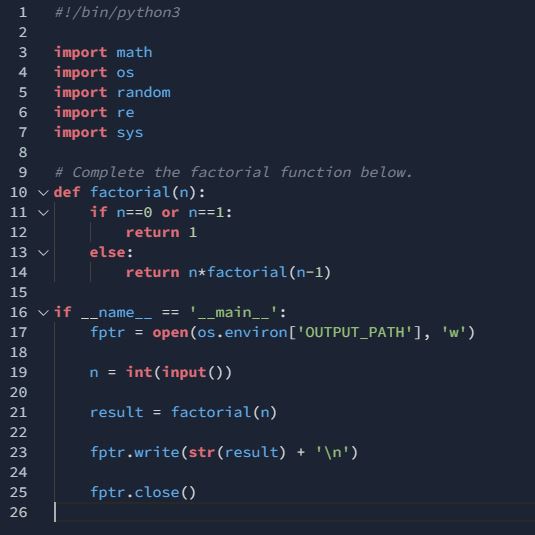 1 #!/bin/python3
2
3 import math
4 import os
5 import random
6 import re
7 import sys
8
9 # Complete the factorial function below.
10 def factorial(n):
11     if n==0 or n==1:
12         return 1
13     else:
14         return n*factorial(n-1)
15
16 if __name__ == '__main__':
17     fptr = open(os.environ['OUTPUT_PATH'], 'w')
18
19     n = int(input())
20
21     result = factorial(n)
22
23     fptr.write(str(result) + '\n')
24
25     fptr.close()
26